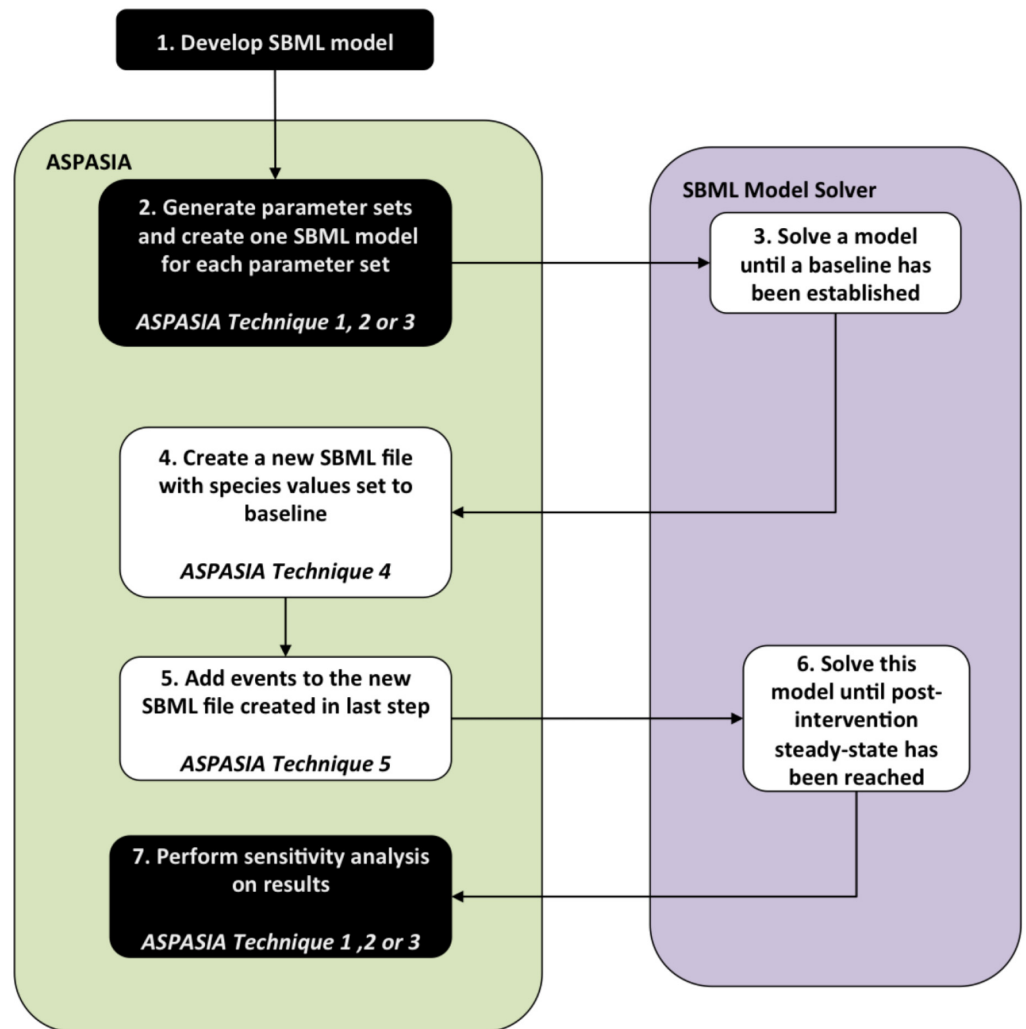 1. Develop SBML model
ASPASIA
2. Generate parameter sets
and create one SBML model
for each parameter set
ASPASIA Technique 1, 2 or 3
SBML Model Solver
3. Solve a model
until a baseline has
been established
4. Create a new SBML file
with species values set to
baseline
ASPASIA Technique 4
5. Add events to the new
SBML file created in last step
ASPASIA Technique 5
6. Solve this
model until post-
intervention
steady-state has
been reached
7. Perform sensitivity analysis
on results
ASPASIA Technique 1 ,2 or 3